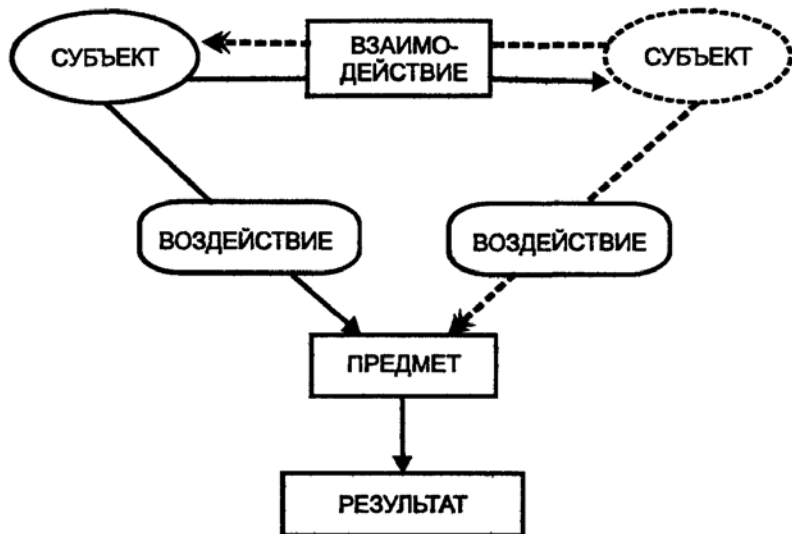 СУБЪЕКТ
ВЗАИМО-
ДЕЙСТВИЕ
СУБЪЕКТ
ВОЗДЕЙСТВИЕ
ВОЗДЕЙСТВИЕ
ПРЕДМЕТ
РЕЗУЛЬТАТ